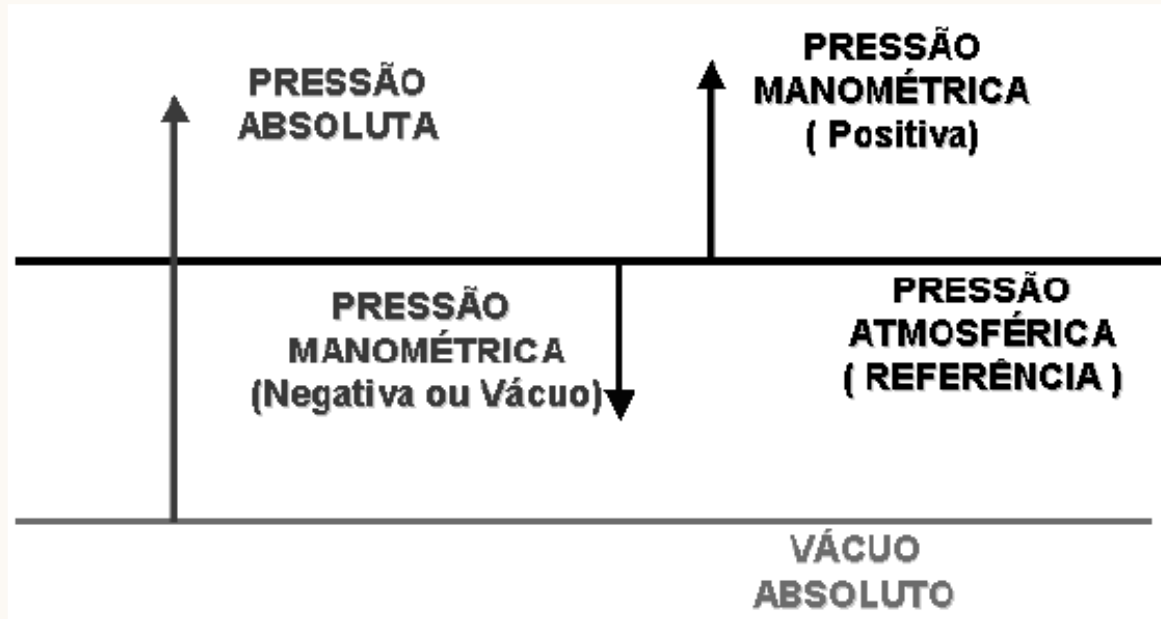 PRESSÃO
ABSOLUTA
PRESSÃO
MANOMÉTRICA
( Positiva)
PRESSÃO
MANOMÉTRICA
(Negativa ou Vácuo)
PRESSÃO
ATMOSFÉRICA
( REFERÊNCIA )
VÁCUO
ABSOLUTO